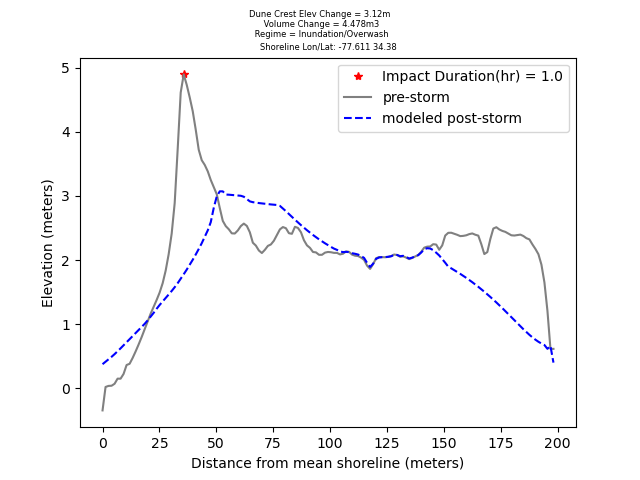 Dune Crest Elev Change = 3.12m
Volume Change = 4.478m3
Regime = Inundation/Overwash
Shoreline Lon/Lat: -77.611 34.38
Impact Duration(hr) = 1.0
pre-storm
modeled post-storm
Elevation (meters)
5
4
3
2
1
0
0 25 50 75 100 125 150 175 200
Distance from mean shoreline (meters)